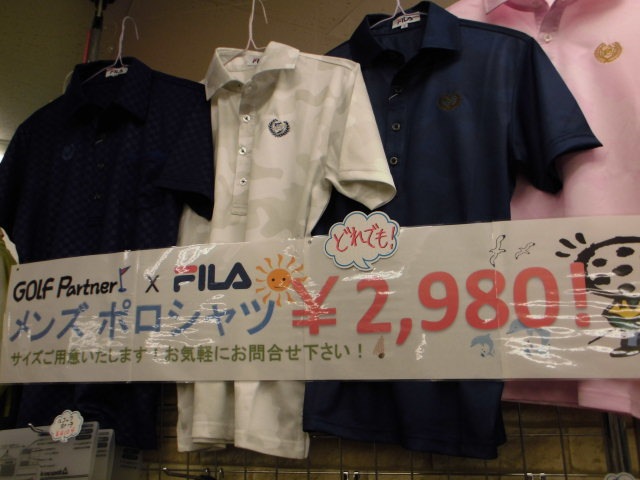 FILA
FILA
どれでも!
GOLF Partner x FILA
メンズ ポロシャツ ¥2,980!
サイズご用意いたします!お気軽にお問合せ下さい!